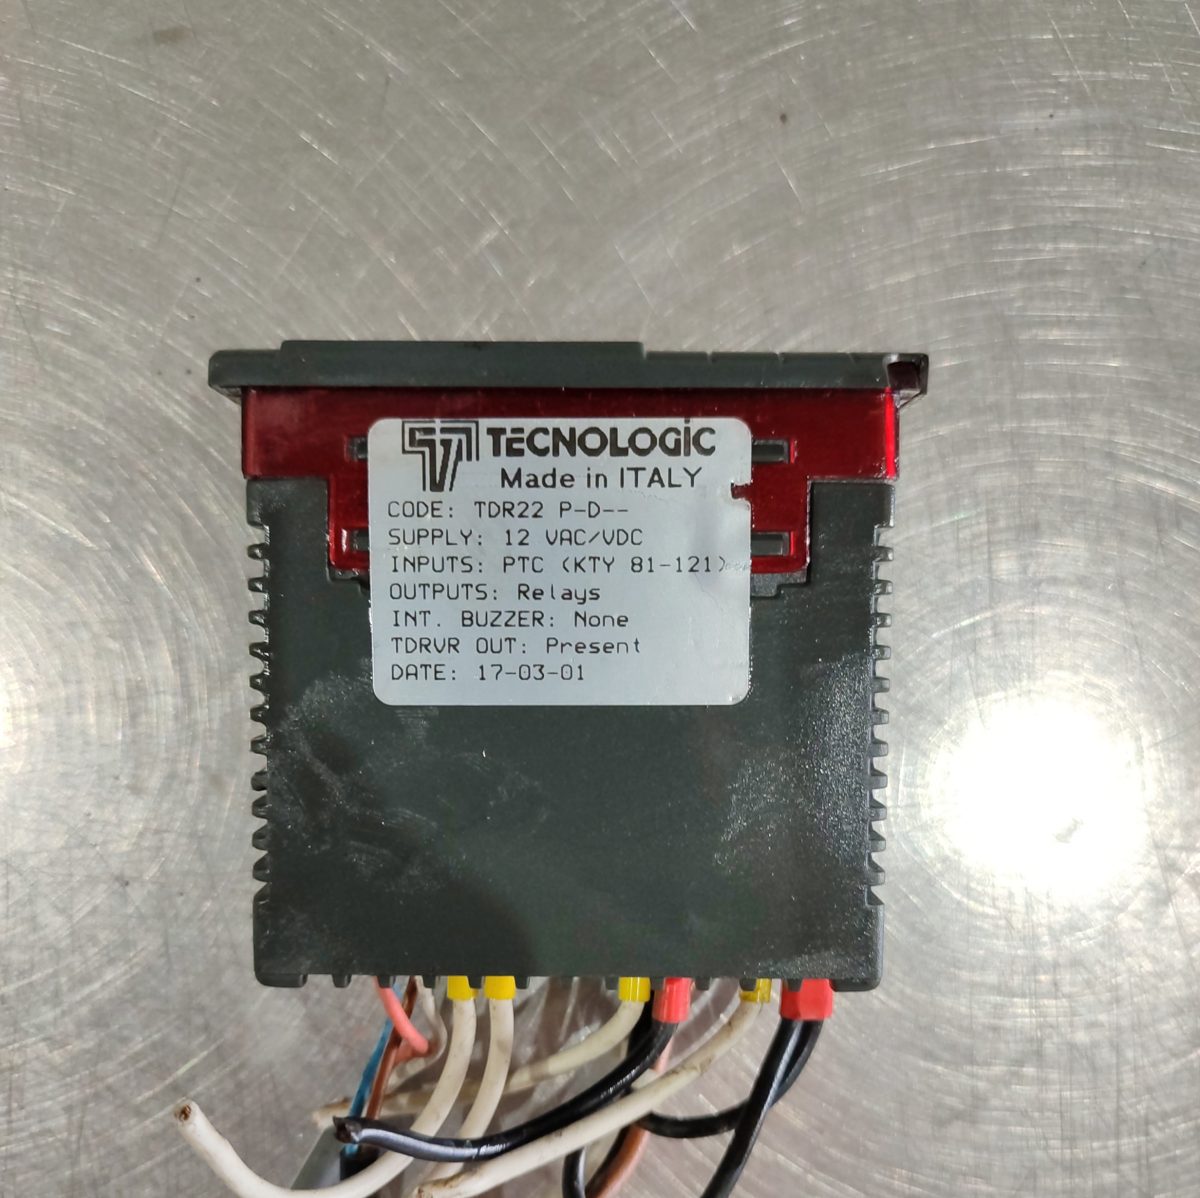 TECNOLOGIC
Made in ITALY
CODE: TDR22 P-D--
SUPPLY: 12 VAC/VDC
INPUTS: PTC (KTY 81-121)
OUTPUTS: Relays
INT. BUZZER: None
TDRVR OUT: Present
DATE: 17-03-01